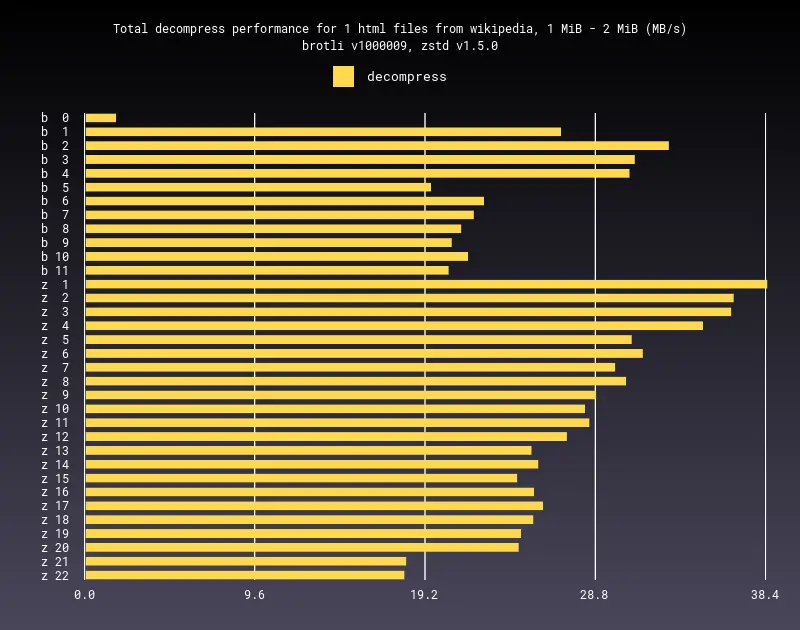 Total decompress performance for 1 html files from wikipedia, 1 MiB - 2 MiB (MB/s)
brotli v1000009, zstd v1.5.0
decompress
b 0
b 1
b 2
b 3
b 4
b 5
b 6
b 7
b 8
b 9
b 10
b 11
z 1
z 2
z 3
z 4
z 5
z 6
z 7
z 8
z 9
z 10
z 11
z 12
z 13
z 14
z 15
z 16
z 17
z 18
z 19
z 20
z 21
z 22
0.0 9.6 19.2 28.8 38.4